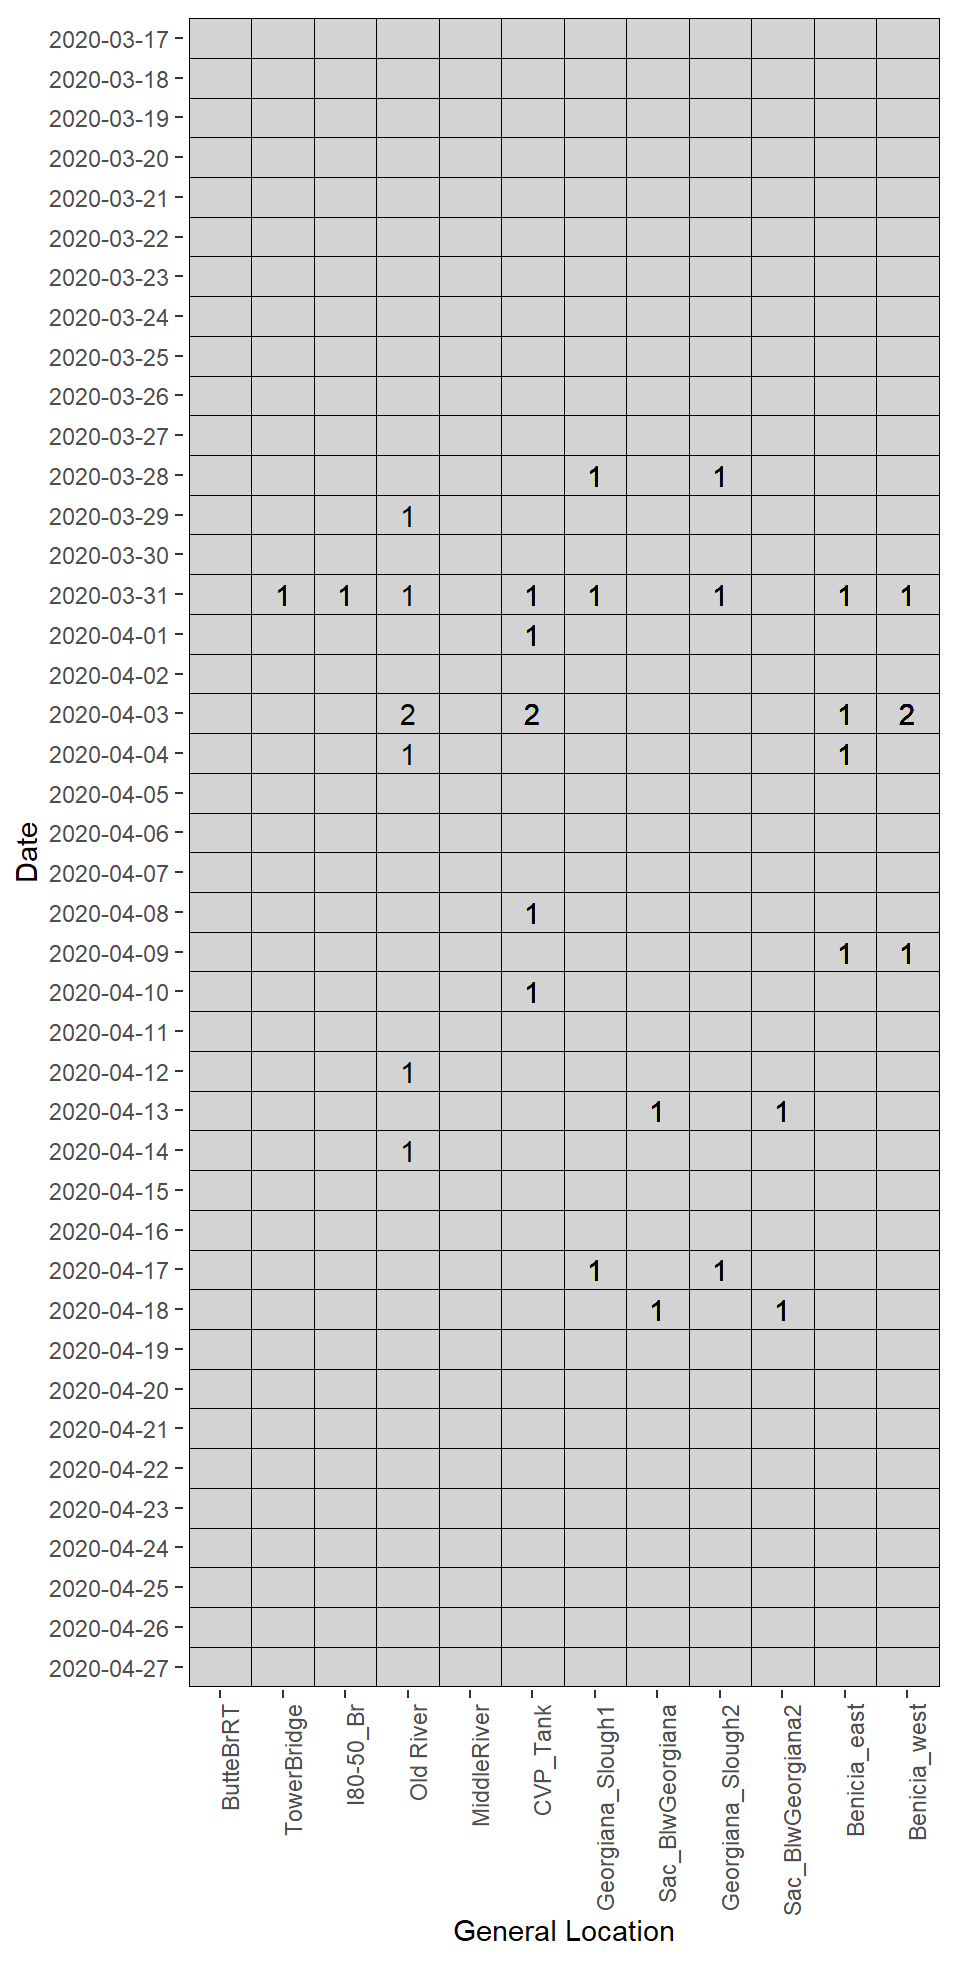 2020-03-17
2020-03-18
2020-03-19
2020-03-20
2020-03-21
2020-03-22
2020-03-23
2020-03-24
2020-03-25
2020-03-26
2020-03-27
2020-03-28 1 1
2020-03-29 1
2020-03-30
2020-03-31 1 1 1 1 1 1 1 1
2020-04-01 1
2020-04-02
2020-04-03 2 2 1 2
2020-04-04 1 1
2020-04-05
2020-04-06
2020-04-07
2020-04-08 1
2020-04-09 1 1
2020-04-10 1
2020-04-11
2020-04-12 1
2020-04-13 1 1
2020-04-14 1
2020-04-15
2020-04-16
2020-04-17 1 1
2020-04-18 1 1
2020-04-19
2020-04-20
2020-04-21
2020-04-22
2020-04-23
2020-04-24
2020-04-25
2020-04-26
2020-04-27
Date
ButteBrRT
TowerBridge
I80-50_Br
Old River
MiddleRiver
CVP_Tank
Georgiana_Slough1
Sac_BlwGeorgiana
Georgiana_Slough2
Sac_BlwGeorgiana2
Benicia_east
Benicia_west
General Location